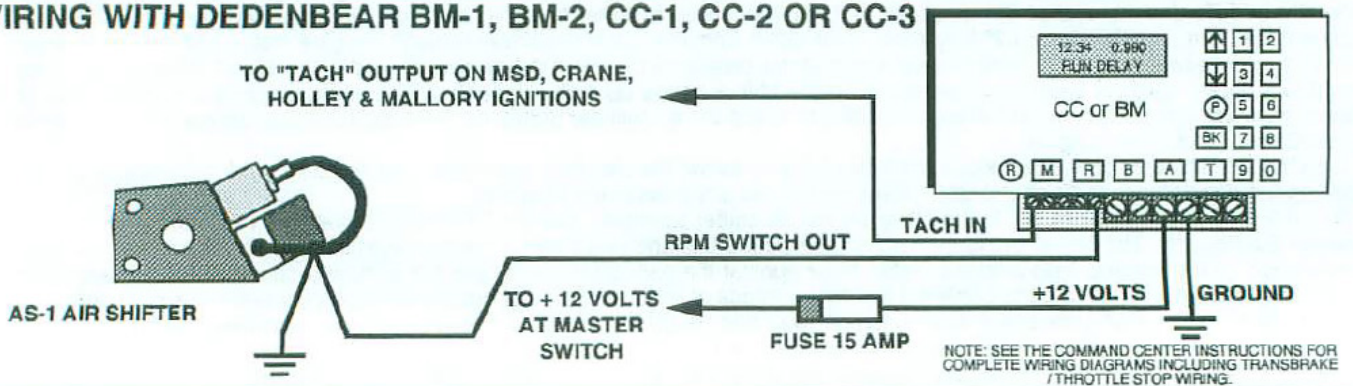 WIRING WITH DEDENBEAR BM-1, BM-2, CC-1, CC-2 OR CC-3
TO "TACH" OUTPUT ON MSD, CRANE,
HOLLEY & MALLORY IGNITIONS
12.34 0.990
RUN DELAY
CC or BM
1 2
3 4
P 5 6
BK 7 8
R M R B A T 9 0
TACH IN
RPM SWITCH OUT
AS-1 AIR SHIFTER
TO + 12 VOLTS
AT MASTER
SWITCH
FUSE 15 AMP
+12 VOLTS
GROUND
NOTE: SEE THE COMMAND CENTER INSTRUCTIONS FOR
COMPLETE WIRING DIAGRAMS INCLUDING TRANSBRAKE
/ THROTTLE STOP WIRING.